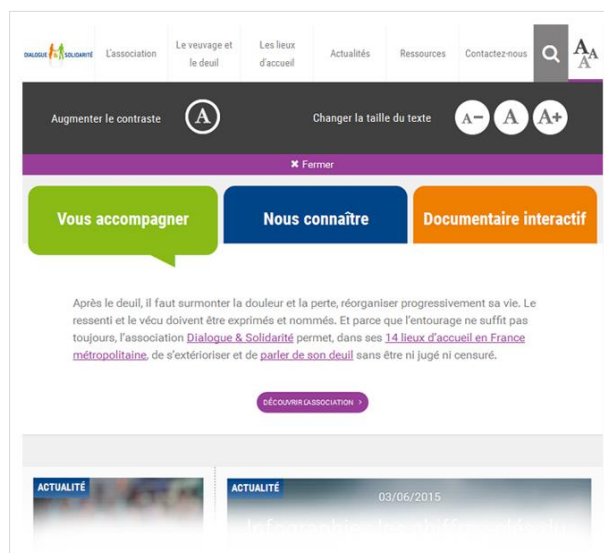 DIALOGUE & SOLIDARITÉ
L'association
Le veuvage et
le deuil
Les lieux
d'accueil
Actualités
Ressources
Contactez-nous
A A A
Augmenter le contraste
A
Changer la taille du texte
A- A A+
✖ Fermer
Vous accompagner
Nous connaître
Documentaire interactif
Après le deuil, il faut surmonter la douleur et la perte, réorganiser progressivement sa vie. Le
ressenti et le vécu doivent être exprimés et nommés. Et parce que l'entourage ne suffit pas
toujours, l'association Dialogue & Solidarité permet, dans ses 14 lieux d'accueil en France
métropolitaine, de s'extérioriser et de parler de son deuil sans être ni jugé ni censuré.
DÉCOUVRIR L'ASSOCIATION >
ACTUALITÉ
ACTUALITÉ
03/06/2015